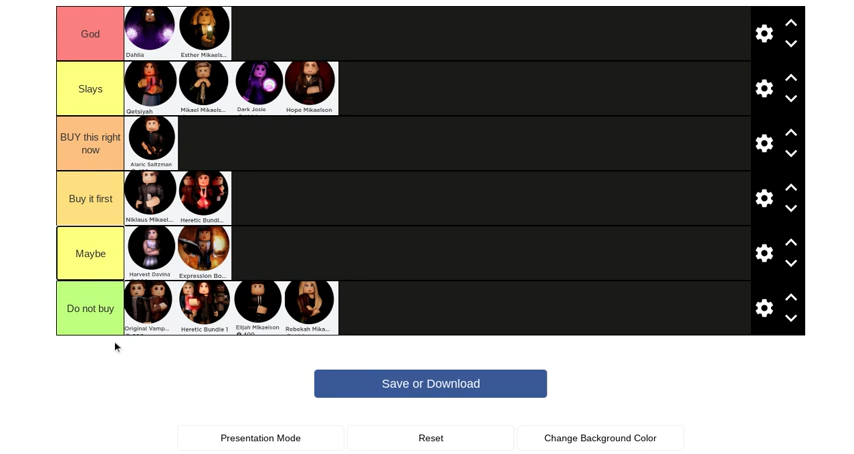 God
Dahlia
Esther Mikaels...
Slays
Qetsiyah
Mikael Mikaels...
Dark Josie
Hope Mikaelson
BUY this right
now
Alaric Saltzman
Buy it first
Niklaus Mikael...
Heretic Bundl...
Maybe
Harvest Davina
Expression Bo...
Do not buy
Original Vamp...
Heretic Bundle 1
Elijah Mikaelson
Rebekah Mika...
Save or Download
Presentation Mode
Reset
Change Background Color